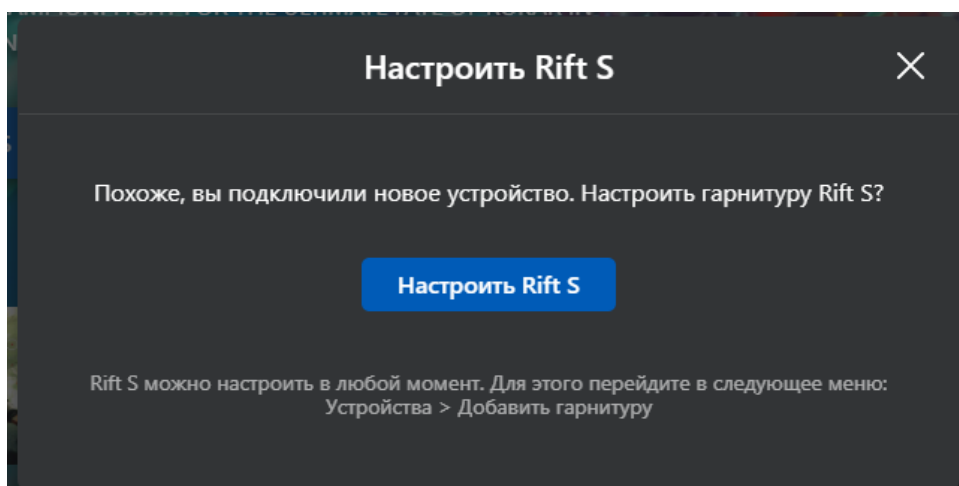 Настроить Rift S
Похоже, вы подключили новое устройство. Настроить гарнитуру Rift S?
Настроить Rift S
Rift S можно настроить в любой момент. Для этого перейдите в следующее меню:
Устройства > Добавить гарнитуру